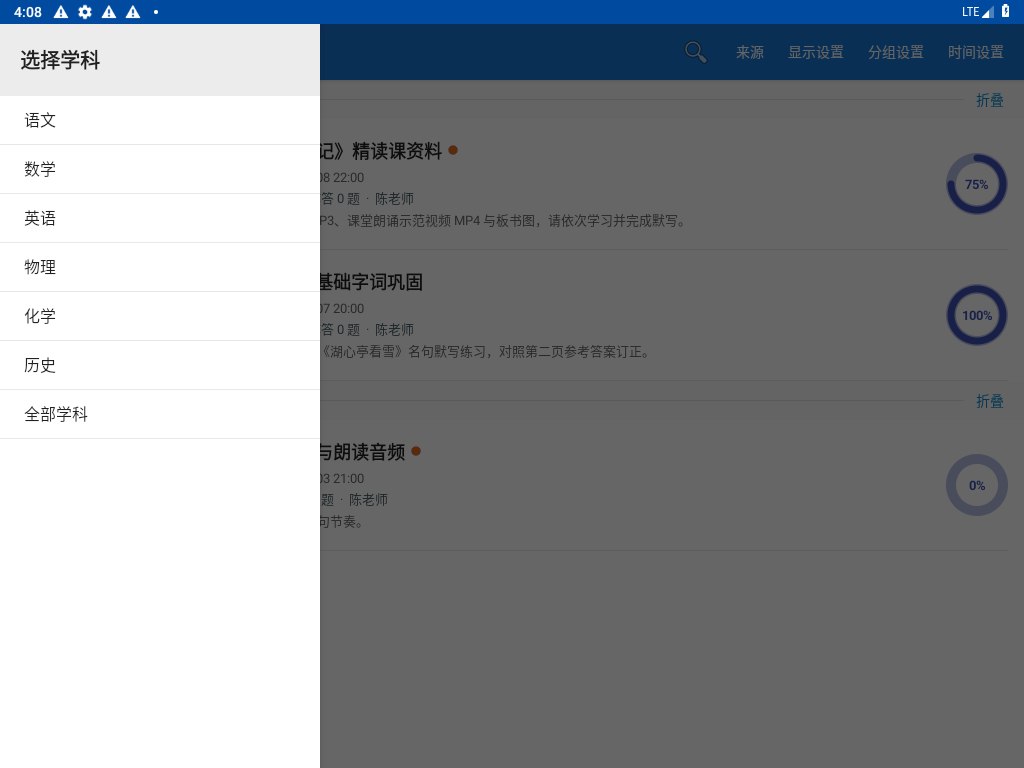 4:08
LTE
选择学科
来源
显示设置
分组设置
时间设置
语文
数学
英语
物理
化学
历史
全部学科
折叠
记》精读课资料
08 22:00
答 0 题 · 陈老师
P3、课堂朗诵示范视频 MP4 与板书图，请依次学习并完成默写。
75%
基础字词巩固
07 20:00
答 0 题 · 陈老师
《湖心亭看雪》名句默写练习，对照第二页参考答案订正。
100%
折叠
与朗读音频
03 21:00
题 · 陈老师
句节奏。
0%